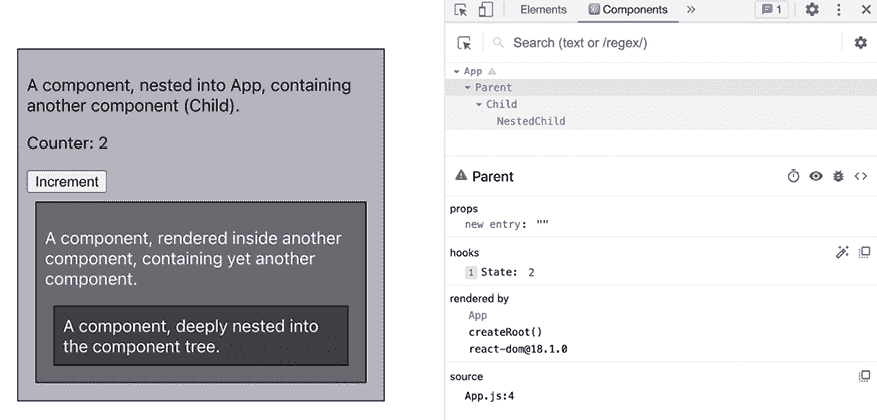 A component, nested into App, containing
another component (Child).
Counter: 2
Increment
A component, rendered inside another
component, containing yet another
component.
A component, deeply nested into
the component tree.
Elements
Components
»
1
Search (text or /regex/)
App
Parent
Child
NestedChild
Parent
props
new entry: ""
hooks
1 State: 2
rendered by
App
createRoot()
react-dom@18.1.0
source
App.js:4